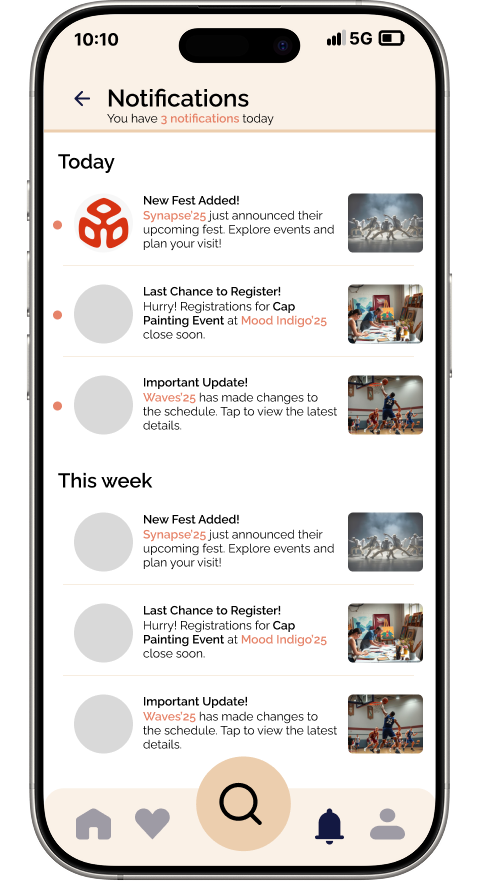 10:10
5G
Notifications
You have 3 notifications today
Today
New Fest Added!
Synapse'25 just announced their
upcoming fest. Explore events and
plan your visit!
Last Chance to Register!
Hurry! Registrations for Cap
Painting Event at Mood Indigo'25
close soon.
Important Update!
Waves'25 has made changes to
the schedule. Tap to view the latest
details.
This week
New Fest Added!
Synapse'25 just announced their
upcoming fest. Explore events and
plan your visit!
Last Chance to Register!
Hurry! Registrations for Cap
Painting Event at Mood Indigo'25
close soon.
Important Update!
Waves'25 has made changes to
the schedule. Tap to view the latest
details.